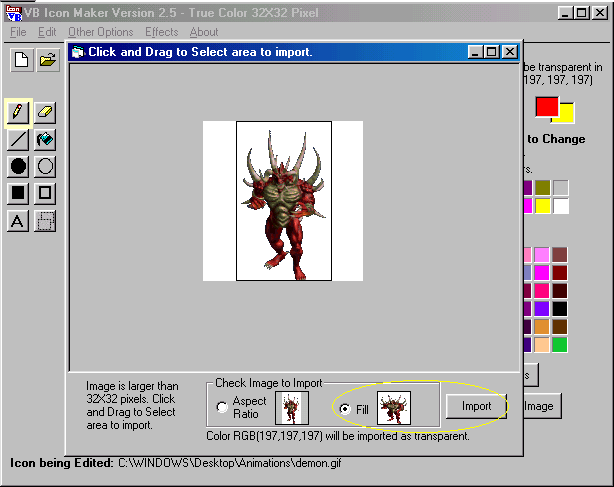 VB Icon Maker Version 2.5 - True Color 32X32 Pixel
File Edit Other Options Effects About
Click and Drag to Select area to import.
be transparent in
197, 197, 197)
to Change
A
Image is larger than
32X32 pixels. Click
and Drag to Select
area to import.
Check Image to Import
Aspect
Ratio
Fill
Import
Image
Color RGB(197,197,197) will be imported as transparent.
Icon being Edited: C:\WINDOWS\Desktop\Animations\demon.gif